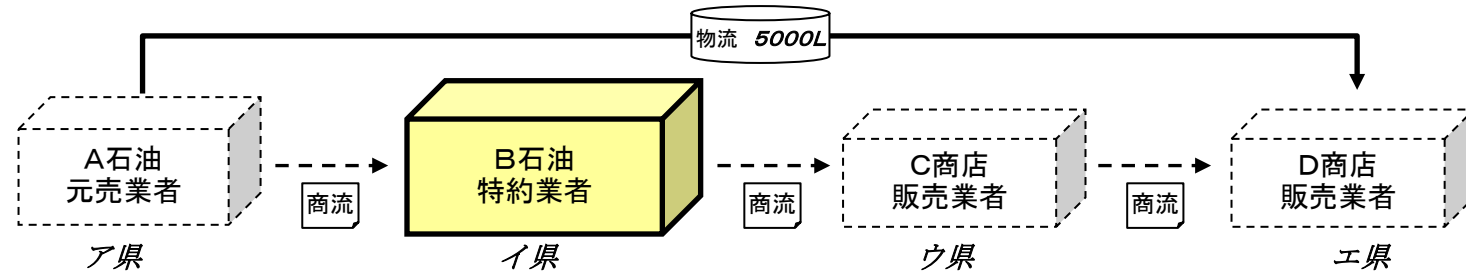 物流 5000L
A石油
元売業者
商流
B石油
特約業者
商流
C商店
販売業者
商流
D商店
販売業者
ア県
イ県
ウ県
エ県